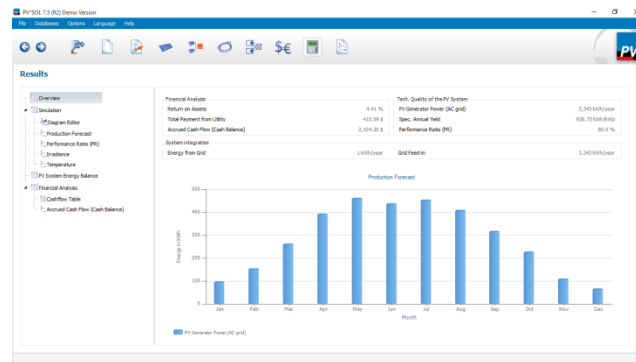 PV*SOL 7.5 (R2) Demo Version
File Databases Options Language Help
$€
PV
Results
Overview
Simulation
Diagram Editor
Production Forecast
Performance Ratio (PR)
Irradiance
Temperature
PV System Energy Balance
Financial Analysis
Cashflow Table
Accrued Cash Flow (Cash Balance)
Financial Analysis
Return on Assets 4.41 %
Total Payment from Utility 415.59 $
Accrued Cash Flow (Cash Balance) 2,104.20 $
Tech. Quality of the PV System
PV Generator Power (AC grid) 3,343 kWh/year
Spec. Annual Yield 928.73 kWh/kWp
Performance Ratio (PR) 80.0 %
System Integration
Energy from Grid 1 kWh/year
Grid Feed-in 3,343 kWh/year
Production Forecast
Energy in kWh
500
400
300
200
100
0
Jan Feb Mar Apr May Jun Jul Aug Sep Oct Nov Dec
Month
PV Generator Power (AC grid)